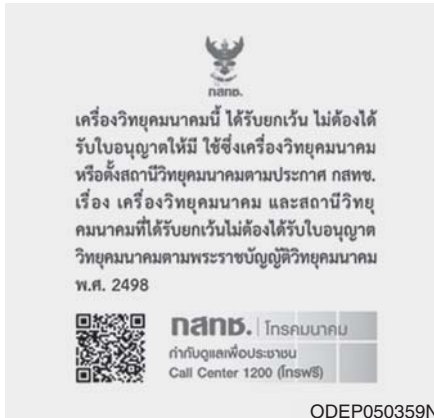 กสทช.
เครื่องวิทยุคมนาคมนี้ ได้รับยกเว้น ไม่ต้องได้
รับใบอนุญาตให้มี ใช้ซึ่งเครื่องวิทยุคมนาคม
หรือตั้งสถานีวิทยุคมนาคมตามประกาศ กสทช.
เรื่อง เครื่องวิทยุคมนาคม และสถานีวิทยุ
คมนาคมที่ได้รับยกเว้นไม่ต้องได้รับใบอนุญาต
วิทยุคมนาคมตามพระราชบัญญัติวิทยุคมนาคม
พ.ศ. 2498
กสทช. | โทรคมนาคม
กำกับดูแลเพื่อประชาชน
Call Center 1200 (โทรฟรี)
ODEP050359N